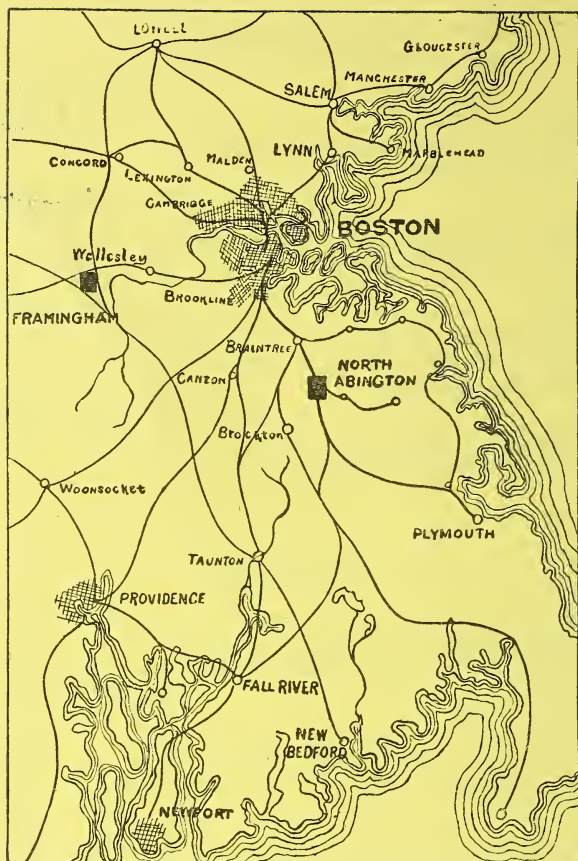 LOWELL
GLOUCESTER
MANCHESTER
SALEM
LYNN
MARBLEHEAD
CONCORD
MALDEN
LEXINGTON
CAMBRIDGE
BOSTON
Wellesley
BROOKLINE
FRAMINGHAM
BRAINTREE
NORTH
ABINGTON
CANTON
BROCKTON
WOONSOCKET
PLYMOUTH
TAUNTON
PROVIDENCE
FALL RIVER
NEW
BEDFORD
NEWPORT